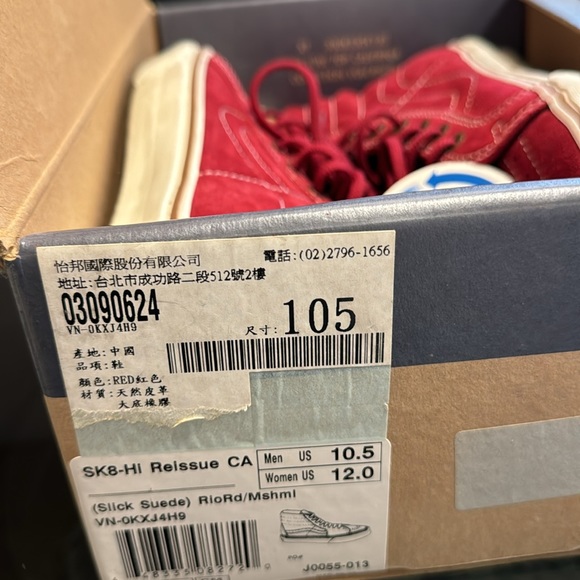 怡邦國際股份有限公司 電話:(02)2796-1656
地址:台北市成功路二段512號2樓
03090624
VN-0KXJ4H9
尺寸: 105
產地:中國
品項:鞋
顏色:RED紅色
材質:天然皮革
大底橡膠
SK8-HI Reissue CA
Men US 10.5
Women US 12.0
(Slick Suede) RioRd/Mshml
VN-0KXJ4H9
J0055-013